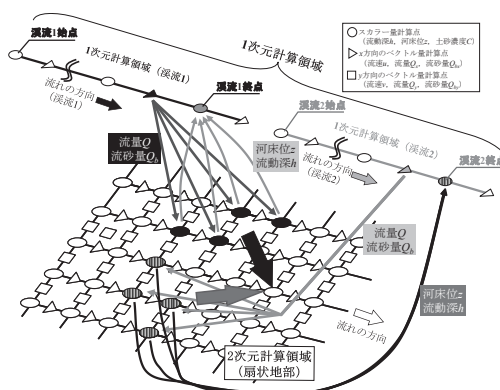 渓流1始点
1次元計算領域(渓流1)
渓流1終点
流れの方向
(渓流1)
1次元計算領域
○スカラー量計算点
(流動深h, 河床位z, 土砂濃度C)
△x方向のベクトル量計算点
(流速u, 流量Qx, 流砂量Qbx)
□y方向のベクトル量計算点
(流速v, 流量Qy, 流砂量Qby)
渓流2始点
1次元計算領域(渓流2)
渓流2終点
流れの方向
(渓流2)
流量Q
流砂量Qb
河床位z
流動深h
流量Q
流砂量Qb
河床位z
流動深h
流れの方向
2次元計算領域
(扇状地部)